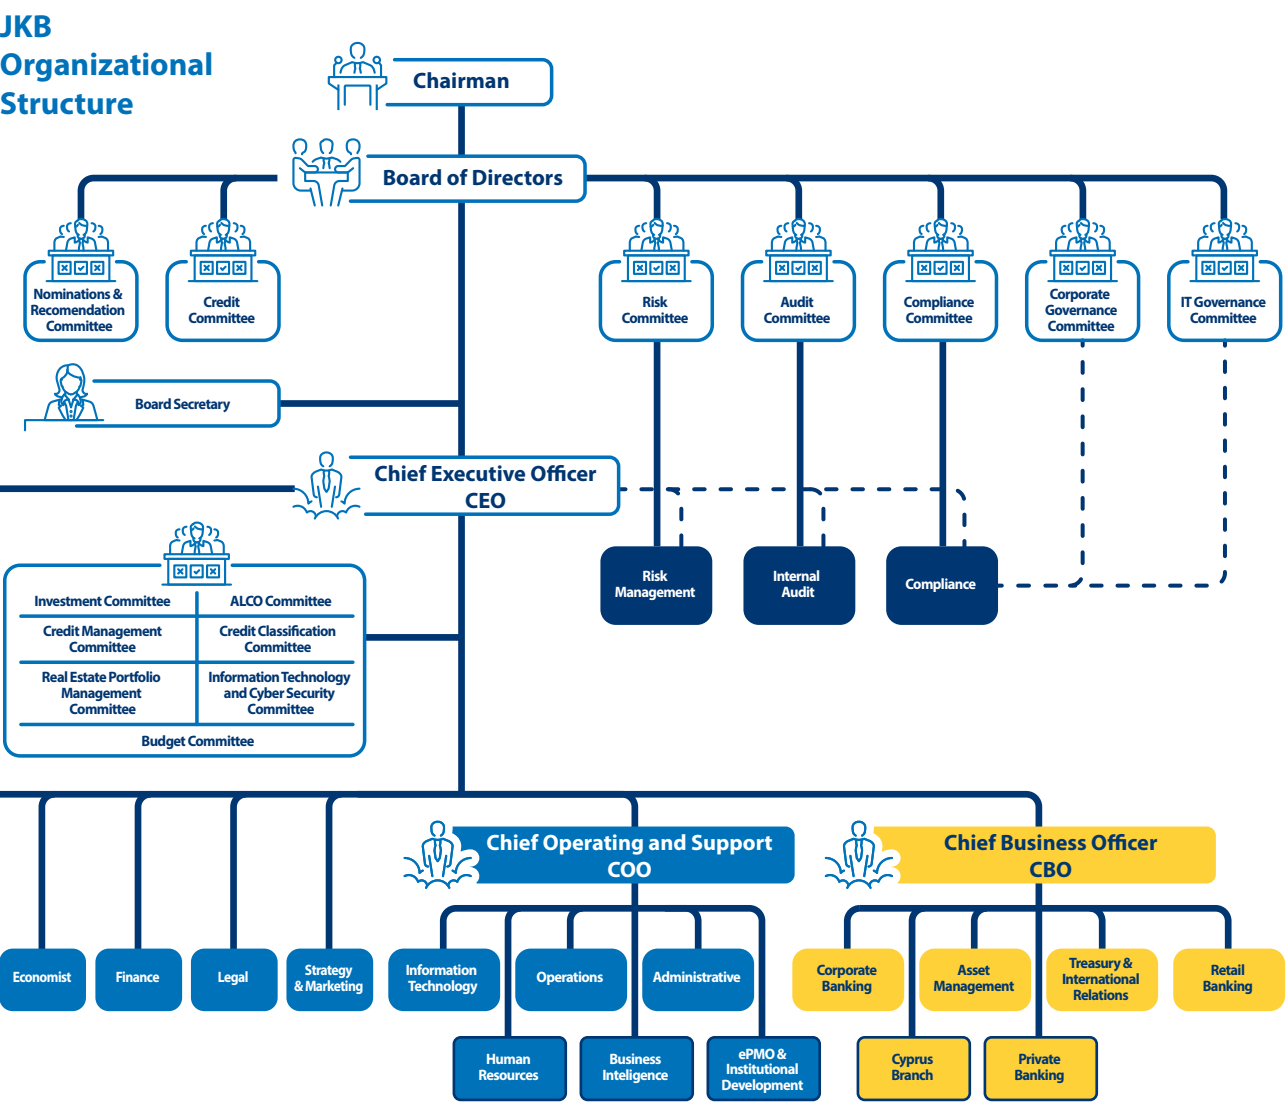 JKB
Organizational
Structure
Chairman
Board of Directors
Nominations &
Recomendation
Committee
Credit
Committee
Risk
Committee
Audit
Committee
Compliance
Committee
Corporate
Governance
Committee
IT Governance
Committee
Board Secretary
Chief Executive Officer
CEO
Risk
Management
Internal
Audit
Compliance
Investment Committee
ALCO Committee
Credit Management
Committee
Credit Classification
Committee
Real Estate Portfolio
Management
Committee
Information Technology
and Cyber Security
Committee
Budget Committee
Chief Operating and Support
COO
Chief Business Officer
CBO
Economist
Finance
Legal
Strategy
& Marketing
Information
Technology
Operations
Administrative
Corporate
Banking
Asset
Management
Treasury &
International
Relations
Retail
Banking
Human
Resources
Business
Inteligence
ePMO &
Institutional
Development
Cyprus
Branch
Private
Banking